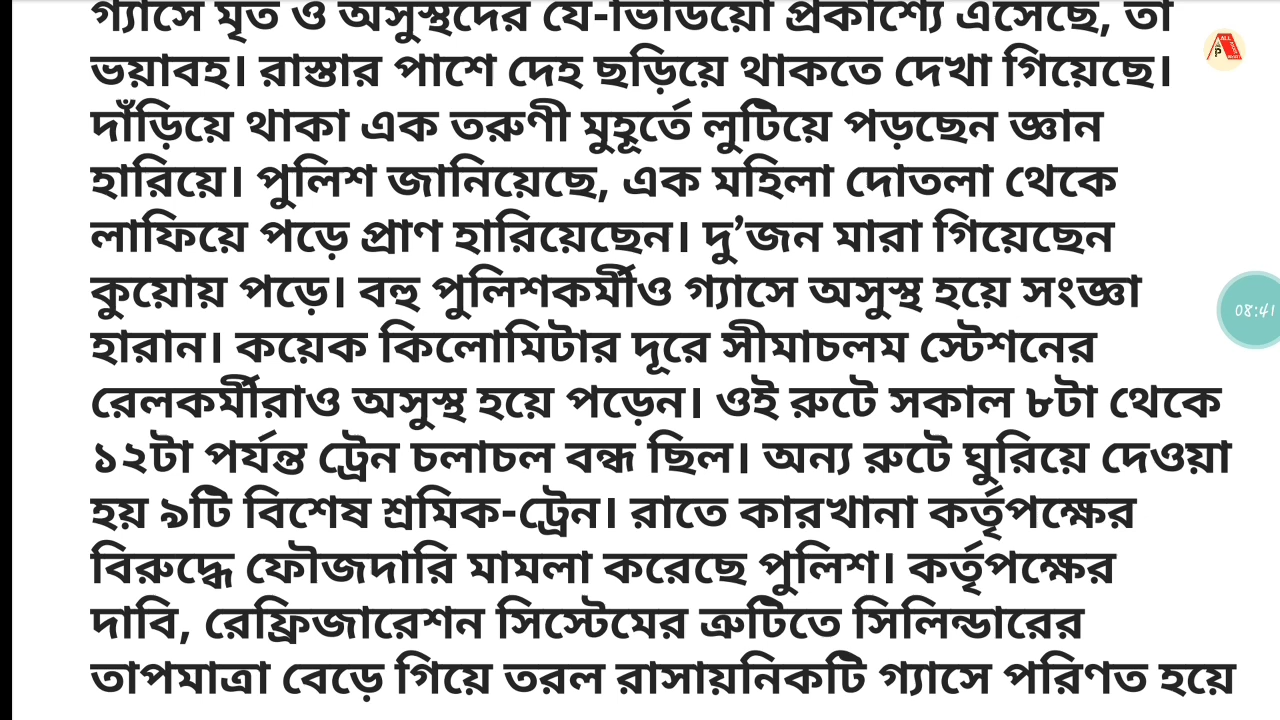 গ্যাসে মৃত ও অসুস্থদের যে-ভিডিয়ো প্রকাশ্যে এসেছে, তা
ভয়াবহ। রাস্তার পাশে দেহ ছড়িয়ে থাকতে দেখা গিয়েছে।
দাঁড়িয়ে থাকা এক তরুণী মুহূর্তে লুটিয়ে পড়ছেন জ্ঞান
হারিয়ে। পুলিশ জানিয়েছে, এক মহিলা দোতলা থেকে
লাফিয়ে পড়ে প্রাণ হারিয়েছেন। দু’জন মারা গিয়েছেন
কুয়োয় পড়ে। বহু পুলিশকর্মীও গ্যাসে অসুস্থ হয়ে সংজ্ঞা
হারান। কয়েক কিলোমিটার দূরে সীমাচলম স্টেশনের
রেলকর্মীরাও অসুস্থ হয়ে পড়েন। ওই রুটে সকাল ৮টা থেকে
১২টা পর্যন্ত ট্রেন চলাচল বন্ধ ছিল। অন্য রুটে ঘুরিয়ে দেওয়া
হয় ৯টি বিশেষ শ্রমিক-ট্রেন। রাতে কারখানা কর্তৃপক্ষের
বিরুদ্ধে ফৌজদারি মামলা করেছে পুলিশ। কর্তৃপক্ষের
দাবি, রেফ্রিজারেশন সিস্টেমের ত্রুটিতে সিলিন্ডারের
তাপমাত্রা বেড়ে গিয়ে তরল রাসায়নিকটি গ্যাসে পরিণত হয়ে
08:41